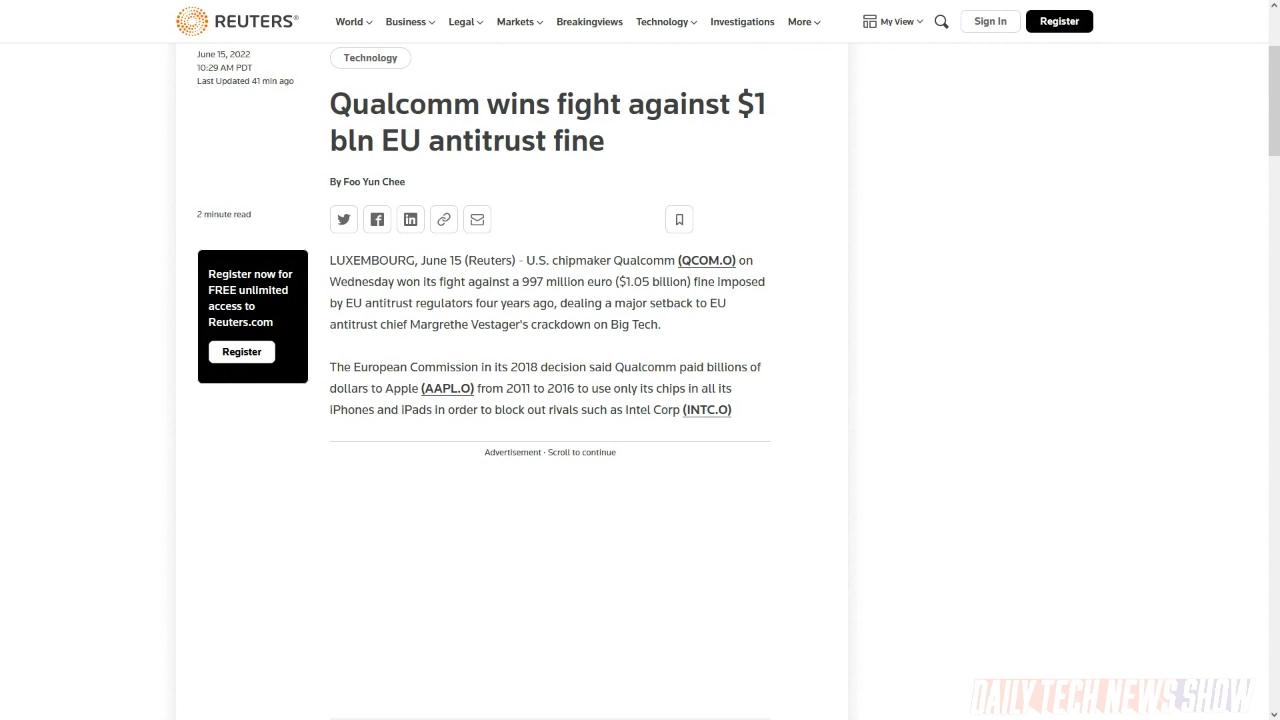 REUTERS®
World Business Legal Markets Breakingviews Technology Investigations More My View Sign In Register
June 15, 2022
10:29 AM PDT
Last Updated 41 min ago
Technology
Qualcomm wins fight against $1
bln EU antitrust fine
By Foo Yun Chee
2 minute read
Register now for
FREE unlimited
access to
Reuters.com
Register
LUXEMBOURG, June 15 (Reuters) - U.S. chipmaker Qualcomm (QCOM.O) on
Wednesday won its fight against a 997 million euro ($1.05 billion) fine imposed
by EU antitrust regulators four years ago, dealing a major setback to EU
antitrust chief Margrethe Vestager's crackdown on Big Tech.
The European Commission in its 2018 decision said Qualcomm paid billions of
dollars to Apple (AAPL.O) from 2011 to 2016 to use only its chips in all its
iPhones and iPads in order to block out rivals such as Intel Corp (INTC.O)
Advertisement · Scroll to continue
DAILY TECH NEWS SHOW